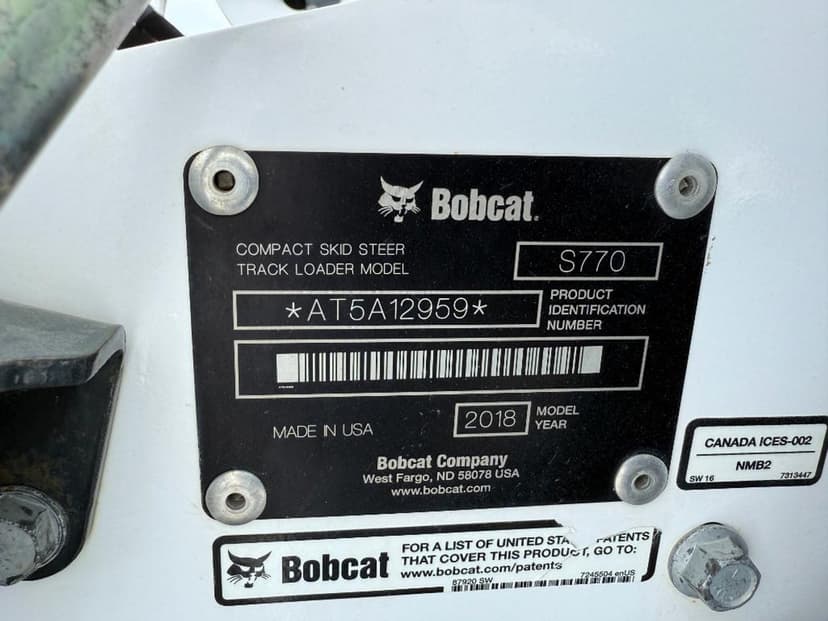 Bobcat.
COMPACT SKID STEER
TRACK LOADER MODEL
S770
*AT5A12959*
PRODUCT
IDENTIFICATION
NUMBER
MADE IN USA
2018
MODEL
YEAR
Bobcat Company
West Fargo, ND 58078 USA
www.bobcat.com
CANADA ICES-002
NMB2
SW 16 7313447
Bobcat
FOR A LIST OF UNITED PATENTS
THAT COVER THIS PRODUCT, GO TO:
www.bobcat.com/patents
87920 SW 7245504 enUS